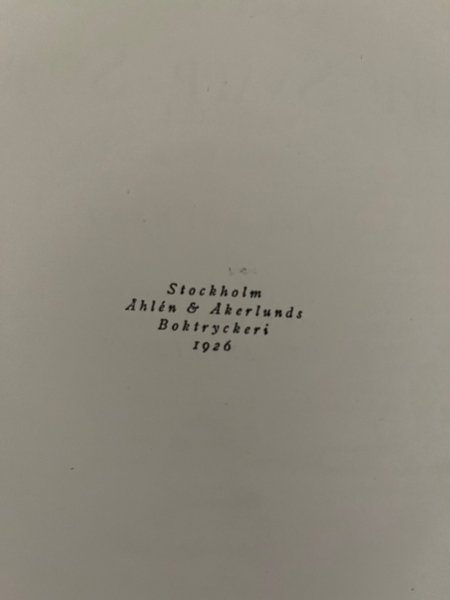 Stockholm
Åhlén & Åkerlunds
Boktryckeri
1926